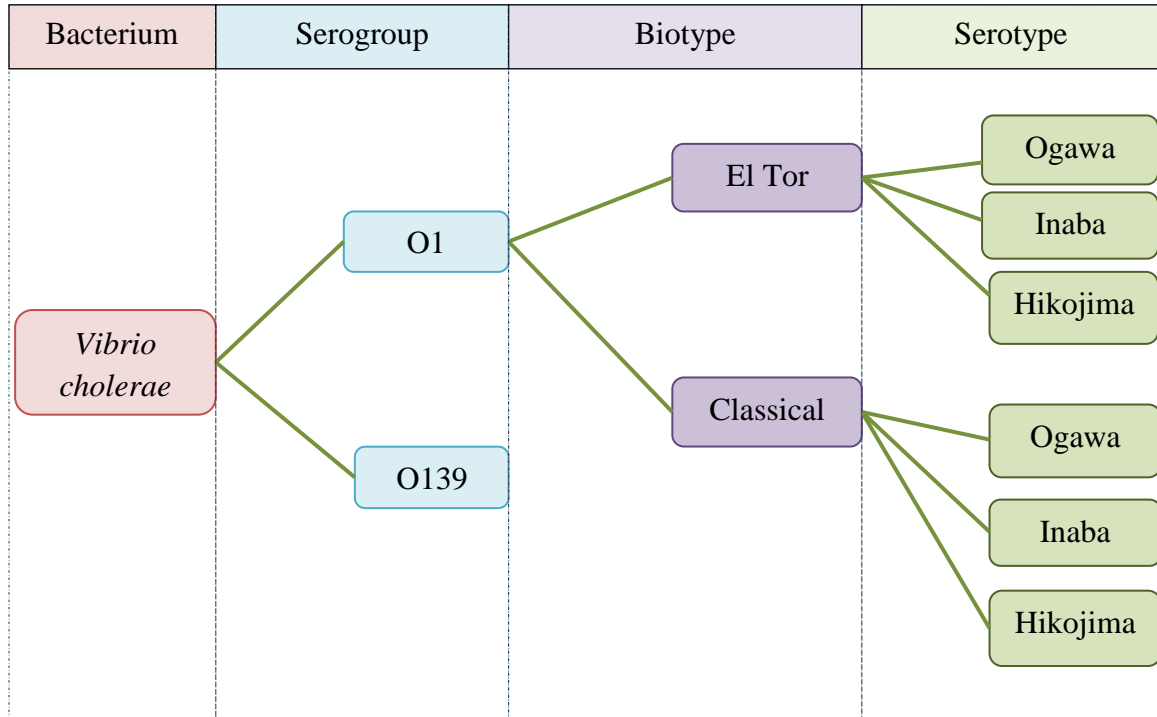 Bacterium Serogroup Biotype Serotype
Ogawa
El Tor
Inaba
O1
Hikojima
Vibrio
cholerae
Classical
Ogawa
O139
Inaba
Hikojima